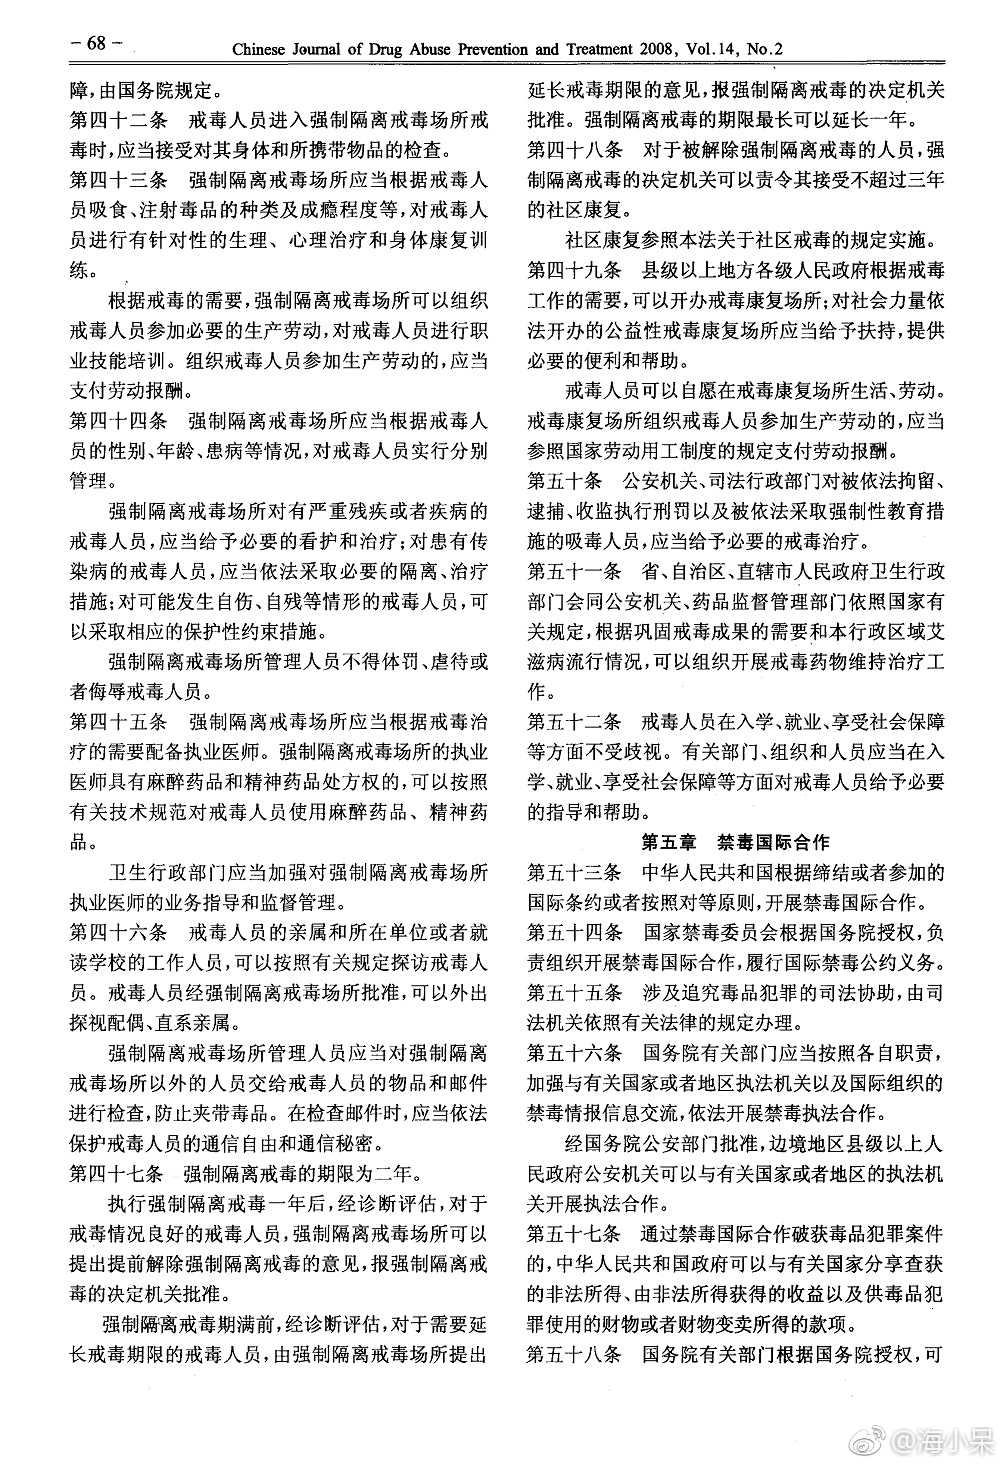 - 68 -
Chinese Journal of Drug Abuse Prevention and Treatment 2008, Vol.14, No.2
障,由国务院规定。
第四十二条　戒毒人员进入强制隔离戒毒场所戒
毒时,应当接受对其身体和所携带物品的检查。
第四十三条　强制隔离戒毒场所应当根据戒毒人
员吸食、注射毒品的种类及成瘾程度等,对戒毒人
员进行有针对性的生理、心理治疗和身体康复训
练。
根据戒毒的需要,强制隔离戒毒场所可以组织
戒毒人员参加必要的生产劳动,对戒毒人员进行职
业技能培训。组织戒毒人员参加生产劳动的,应当
支付劳动报酬。
第四十四条　强制隔离戒毒场所应当根据戒毒人
员的性别、年龄、患病等情况,对戒毒人员实行分别
管理。
强制隔离戒毒场所对有严重残疾或者疾病的
戒毒人员,应当给予必要的看护和治疗;对患有传
染病的戒毒人员,应当依法采取必要的隔离、治疗
措施;对可能发生自伤、自残等情形的戒毒人员,可
以采取相应的保护性约束措施。
强制隔离戒毒场所管理人员不得体罚、虐待或
者侮辱戒毒人员。
第四十五条　强制隔离戒毒场所应当根据戒毒治
疗的需要配备执业医师。强制隔离戒毒场所的执业
医师具有麻醉药品和精神药品处方权的,可以按照
有关技术规范对戒毒人员使用麻醉药品、精神药
品。
卫生行政部门应当加强对强制隔离戒毒场所
执业医师的业务指导和监督管理。
第四十六条　戒毒人员的亲属和所在单位或者就
读学校的工作人员,可以按照有关规定探访戒毒人
员。戒毒人员经强制隔离戒毒场所批准,可以外出
探视配偶、直系亲属。
强制隔离戒毒场所管理人员应当对强制隔离
戒毒场所以外的人员交给戒毒人员的物品和邮件
进行检查,防止夹带毒品。在检查邮件时,应当依法
保护戒毒人员的通信自由和通信秘密。
第四十七条　强制隔离戒毒的期限为二年。
执行强制隔离戒毒一年后,经诊断评估,对于
戒毒情况良好的戒毒人员,强制隔离戒毒场所可以
提出提前解除强制隔离戒毒的意见,报强制隔离戒
毒的决定机关批准。
强制隔离戒毒期满前,经诊断评估,对于需要延
长戒毒期限的戒毒人员,由强制隔离戒毒场所提出
延长戒毒期限的意见,报强制隔离戒毒的决定机关
批准。强制隔离戒毒的期限最长可以延长一年。
第四十八条　对于被解除强制隔离戒毒的人员,强
制隔离戒毒的决定机关可以责令其接受不超过三年
的社区康复。
社区康复参照本法关于社区戒毒的规定实施。
第四十九条　县级以上地方各级人民政府根据戒毒
工作的需要,可以开办戒毒康复场所;对社会力量依
法开办的公益性戒毒康复场所应当给予扶持,提供
必要的便利和帮助。
戒毒人员可以自愿在戒毒康复场所生活、劳动。
戒毒康复场所组织戒毒人员参加生产劳动的,应当
参照国家劳动用工制度的规定支付劳动报酬。
第五十条　公安机关、司法行政部门对被依法拘留、
逮捕、收监执行刑罚以及被依法采取强制性教育措
施的吸毒人员,应当给予必要的戒毒治疗。
第五十一条　省、自治区、直辖市人民政府卫生行政
部门会同公安机关、药品监督管理部门依照国家有
关规定,根据巩固戒毒成果的需要和本行政区域艾
滋病流行情况,可以组织开展戒毒药物维持治疗工
作。
第五十二条　戒毒人员在入学、就业、享受社会保障
等方面不受歧视。有关部门、组织和人员应当在入
学、就业、享受社会保障等方面对戒毒人员给予必要
的指导和帮助。
第五章　禁毒国际合作
第五十三条　中华人民共和国根据缔结或者参加的
国际条约或者按照对等原则,开展禁毒国际合作。
第五十四条　国家禁毒委员会根据国务院授权,负
责组织开展禁毒国际合作,履行国际禁毒公约义务。
第五十五条　涉及追究毒品犯罪的司法协助,由司
法机关依照有关法律的规定办理。
第五十六条　国务院有关部门应当按照各自职责,
加强与有关国家或者地区执法机关以及国际组织的
禁毒情报信息交流,依法开展禁毒执法合作。
经国务院公安部门批准,边境地区县级以上人
民政府公安机关可以与有关国家或者地区的执法机
关开展执法合作。
第五十七条　通过禁毒国际合作破获毒品犯罪案件
的,中华人民共和国政府可以与有关国家分享查获
的非法所得、由非法所得获得的收益以及供毒品犯
罪使用的财物或者财物变卖所得的款项。
第五十八条　国务院有关部门根据国务院授权,可
@海小呆